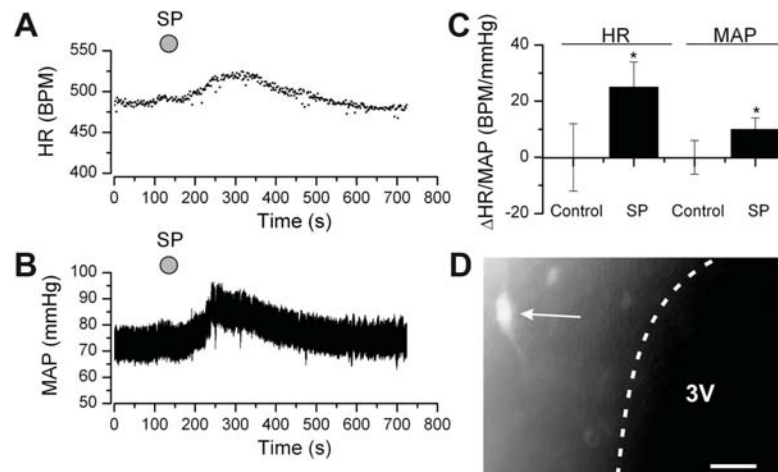 A
SP
HR (BPM)
550
500
450
400
0 100 200 300 400 500 600 700 800
Time (s)
SP
B
MAP (mmHg)
100
90
80
70
60
50
0 100 200 300 400 500 600 700 800
Time (s)
C
HR MAP
ΔHR/MAP (BPM/mmHg)
40
20
0
-20
* *
Control SP Control SP
D
3V